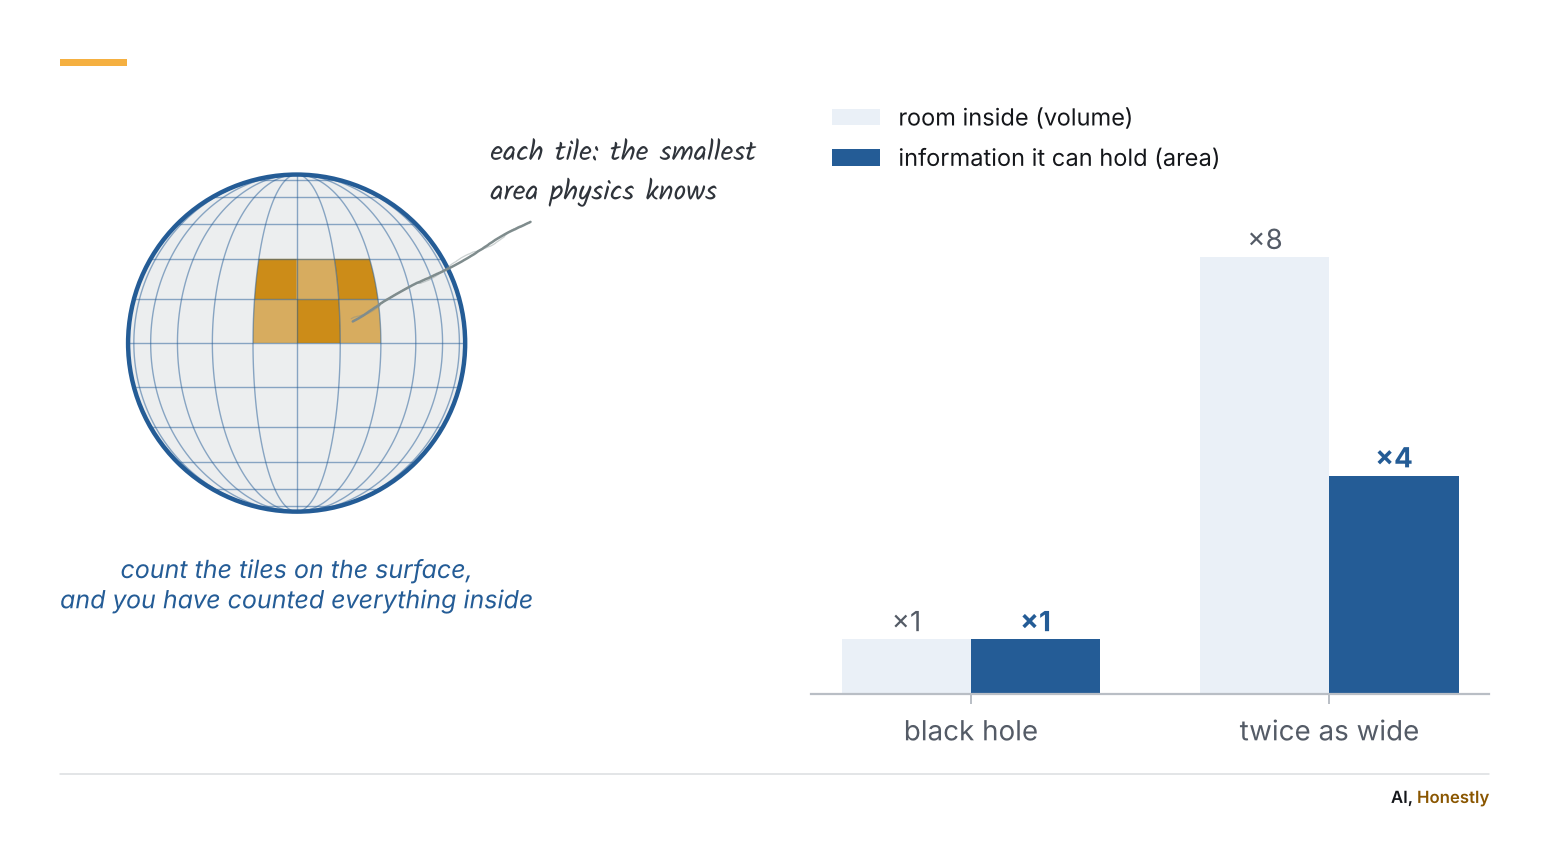 each tile: the smallest
area physics knows
count the tiles on the surface,
and you have counted everything inside
room inside (volume)
information it can hold (area)
×1
×1
×8
×4
black hole
twice as wide
AI, Honestly